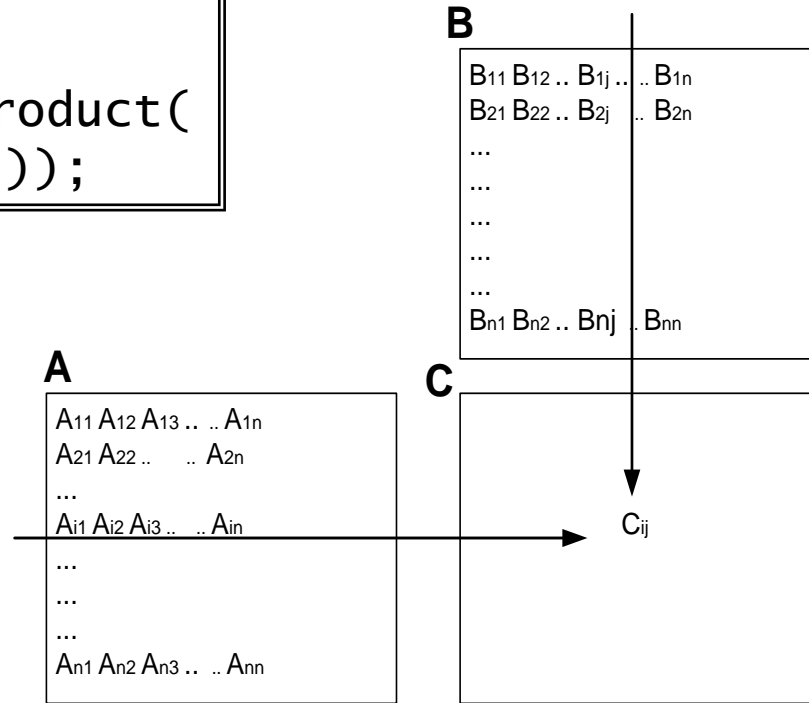 roduct(
));
B
B11 B12 .. B1j .. .. B1n
B21 B22 .. B2j .. B2n
...
...
...
...
...
Bn1 Bn2 .. Bnj .. Bnn
A
A11 A12 A13 .. .. A1n
A21 A22 .. .. A2n
...
Ai1 Ai2 Ai3 .. .. Ain
...
...
...
An1 An2 An3 .. .. Ann
C
Cij